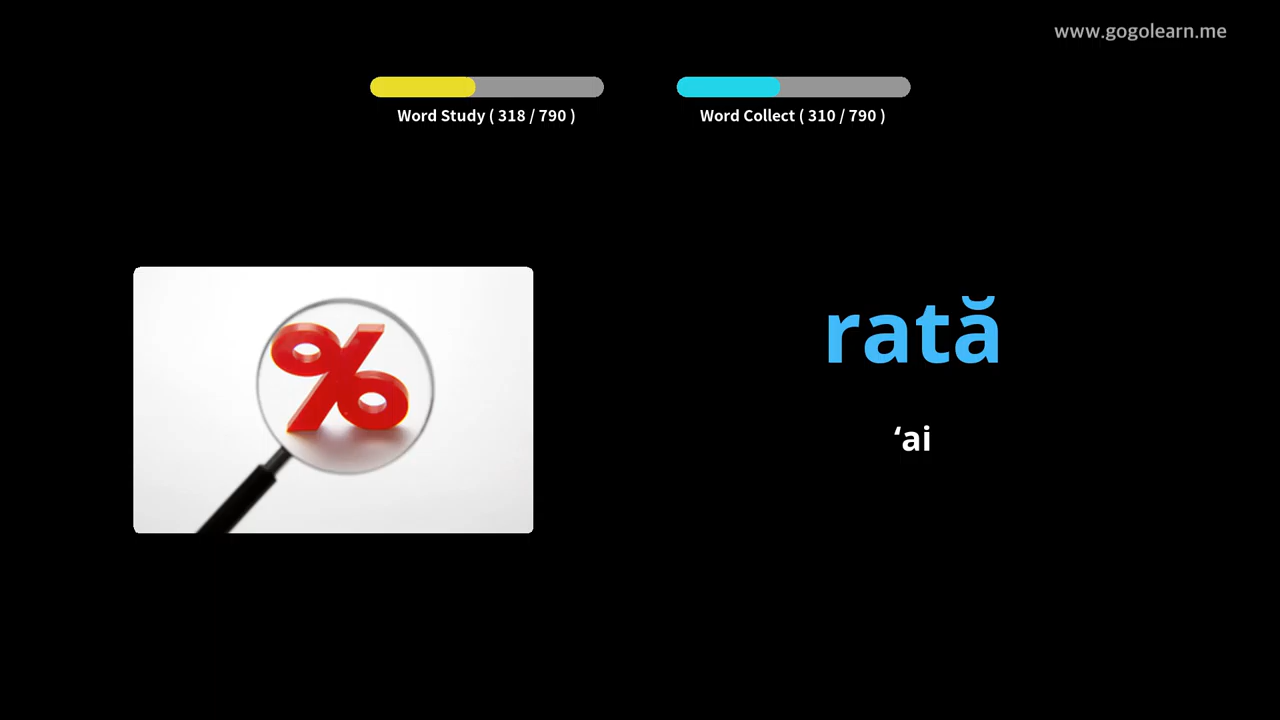 www.gogolearn.me
Word Study ( 318 / 790 )
Word Collect ( 310 / 790 )
%
rată
‘ai